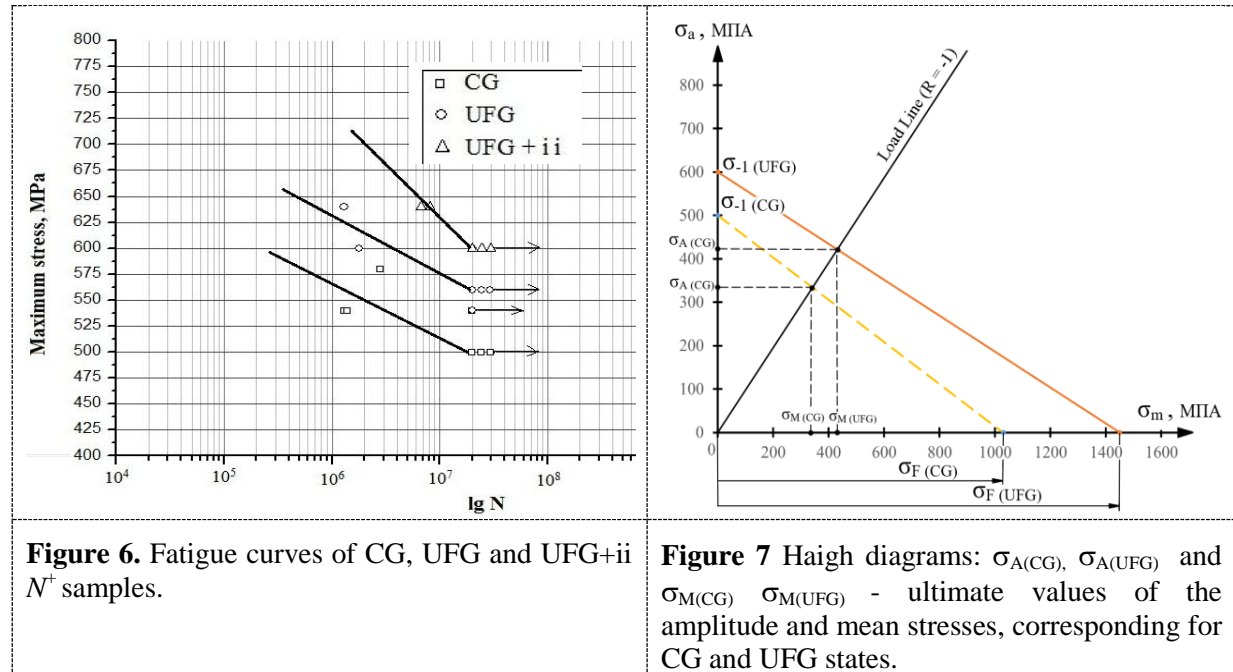 800
775
750
725
700
675
650
625
600
575
550
525
500
475
450
425
400
Maximum stress, MPa
CG
UFG
UFG + ii
10⁴
10⁵
10⁶
10⁷
10⁸
lg N
σₐ , МПА
800
700
600
500
σA (CG)
400
σA (CG)
300
200
100
0
σ-1 (UFG)
σ-1 (CG)
Load Line (R = -1)
σM (CG) σM (UFG)
σm , МПА
0
200
400
600
800
1000
1200
1400
1600
σF (CG)
σF (UFG)
Figure 6. Fatigue curves of CG, UFG and UFG+ii
N⁺ samples.
Figure 7 Haigh diagrams: σA(CG), σA(UFG) and
σM(CG) σM(UFG) - ultimate values of the
amplitude and mean stresses, corresponding for
CG and UFG states.